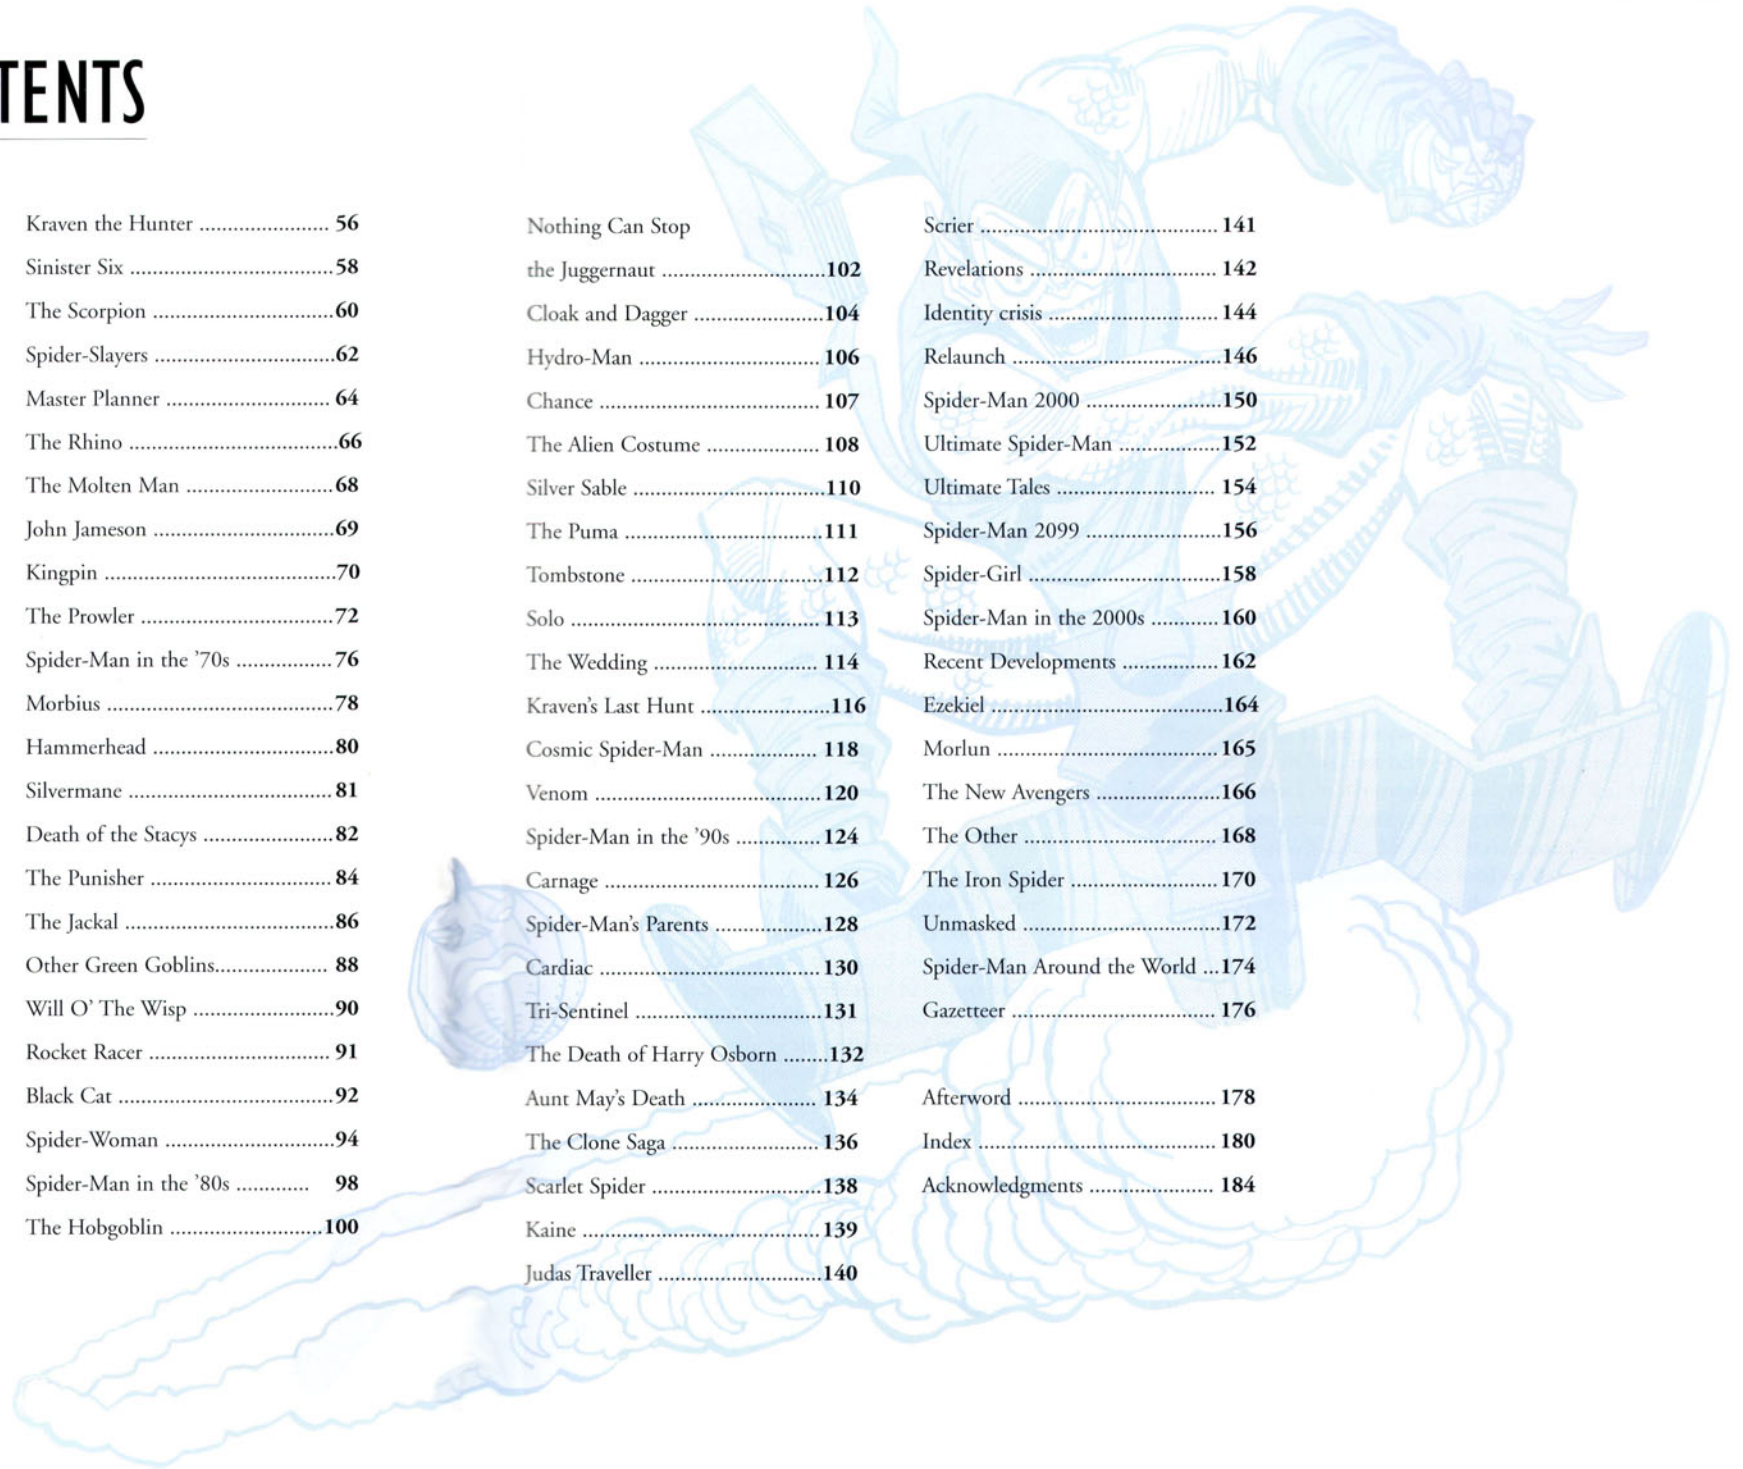 TENTS
Kraven the Hunter ...................... 56
Sinister Six ..................................58
The Scorpion ..............................60
Spider-Slayers ..............................62
Master Planner ........................... 64
The Rhino ...................................66
The Molten Man ........................68
John Jameson ..............................69
Kingpin .......................................70
The Prowler ................................72
Spider-Man in the '70s ................76
Morbius ......................................78
Hammerhead ..............................80
Silvermane .................................. 81
Death of the Stacys ......................82
The Punisher .............................. 84
The Jackal ...................................86
Other Green Goblins................... 88
Will O' The Wisp ........................90
Rocket Racer .............................. 91
Black Cat ....................................92
Spider-Woman ............................94
Spider-Man in the '80s ............ 98
The Hobgoblin ..........................100
Nothing Can Stop
the Juggernaut ...........................102
Cloak and Dagger ......................104
Hydro-Man .............................. 106
Chance ..................................... 107
The Alien Costume ................... 108
Silver Sable ................................110
The Puma .................................111
Tombstone ................................112
Solo .......................................... 113
The Wedding ........................... 114
Kraven's Last Hunt ......................116
Cosmic Spider-Man .................. 118
Venom ...................................... 120
Spider-Man in the '90s .............. 124
Carnage .................................... 126
Spider-Man's Parents ..................128
Cardiac ..................................... 130
Tri-Sentinel ...............................131
The Death of Harry Osborn ........132
Aunt May's Death ..................... 134
The Clone Saga ......................... 136
Scarlet Spider ............................138
Kaine ........................................139
Judas Traveller ...........................140
Scrier ........................................ 141
Revelations ............................... 142
Identity crisis ............................ 144
Relaunch ...................................146
Spider-Man 2000 .......................150
Ultimate Spider-Man .................152
Ultimate Tales .......................... 154
Spider-Man 2099 .......................156
Spider-Girl ................................158
Spider-Man in the 2000s ........... 160
Recent Developments ................ 162
Ezekiel .......................................164
Morlun ..................................... 165
The New Avengers .....................166
The Other ................................ 168
The Iron Spider ......................... 170
Unmasked .................................172
Spider-Man Around the World ...174
Gazetteer .................................. 176
Afterword ................................. 178
Index ........................................ 180
Acknowledgments ..................... 184